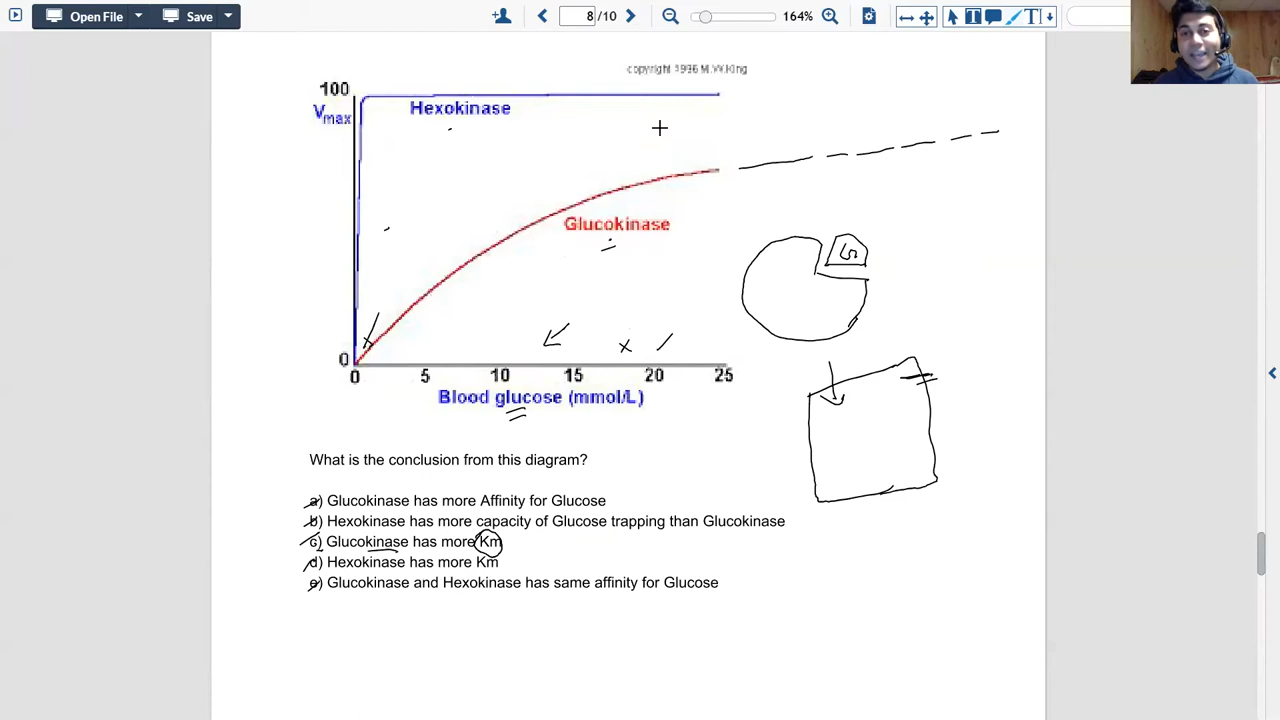 Open File
Save
8 /10
164%
T
T
copyright 1996 M.W.King
100
Hexokinase
Vmax
Glucokinase
S
0
0 5 10 15 20 25
Blood glucose (mmol/L)
What is the conclusion from this diagram?
a) Glucokinase has more Affinity for Glucose
b) Hexokinase has more capacity of Glucose trapping than Glucokinase
c) Glucokinase has more Km
d) Hexokinase has more Km
e) Glucokinase and Hexokinase has same affinity for Glucose